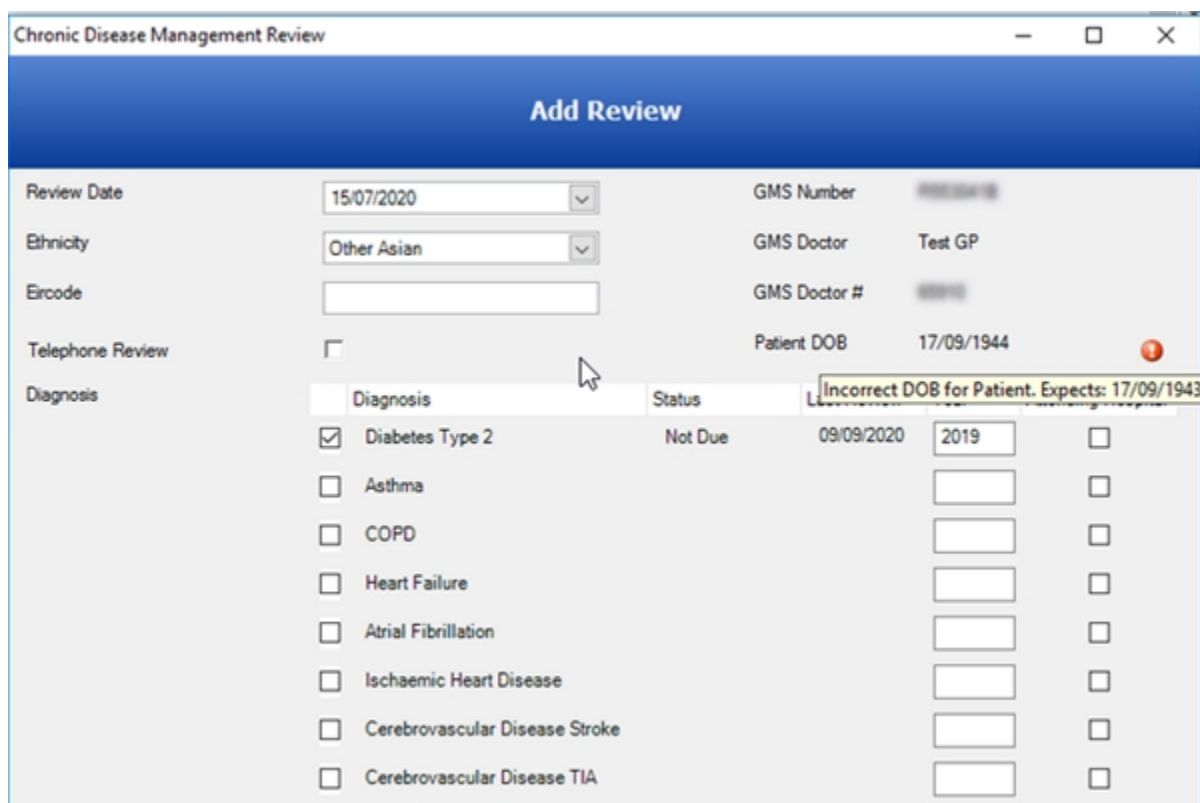 Chronic Disease Management Review
Add Review
Review Date 15/07/2020 GMS Number
Ethnicity Other Asian GMS Doctor Test GP
Eircode GMS Doctor #
Telephone Review Patient DOB 17/09/1944
Incorrect DOB for Patient. Expects: 17/09/1943
Diagnosis Diagnosis Status
Diabetes Type 2 Not Due 09/09/2020 2019
Asthma
COPD
Heart Failure
Atrial Fibrillation
Ischaemic Heart Disease
Cerebrovascular Disease Stroke
Cerebrovascular Disease TIA